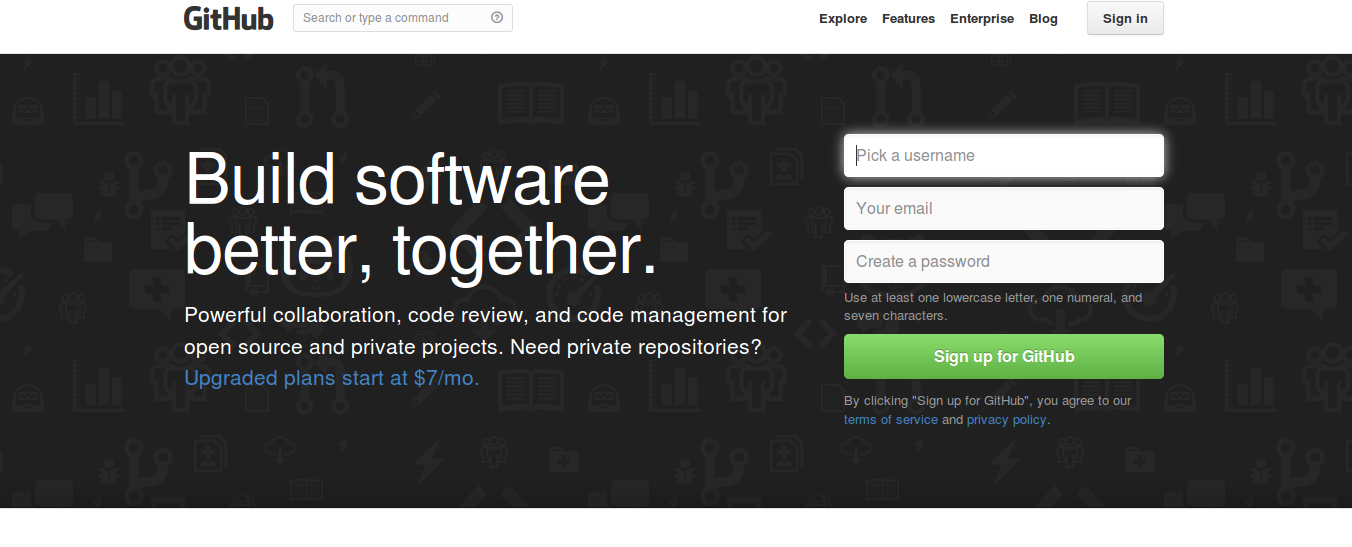 GitHub
Search or type a command
Explore Features Enterprise Blog Sign in
Build software
better, together.
Powerful collaboration, code review, and code management for
open source and private projects. Need private repositories?
Upgraded plans start at $7/mo.
Pick a username
Your email
Create a password
Use at least one lowercase letter, one numeral, and
seven characters.
Sign up for GitHub
By clicking "Sign up for GitHub", you agree to our
terms of service and privacy policy.